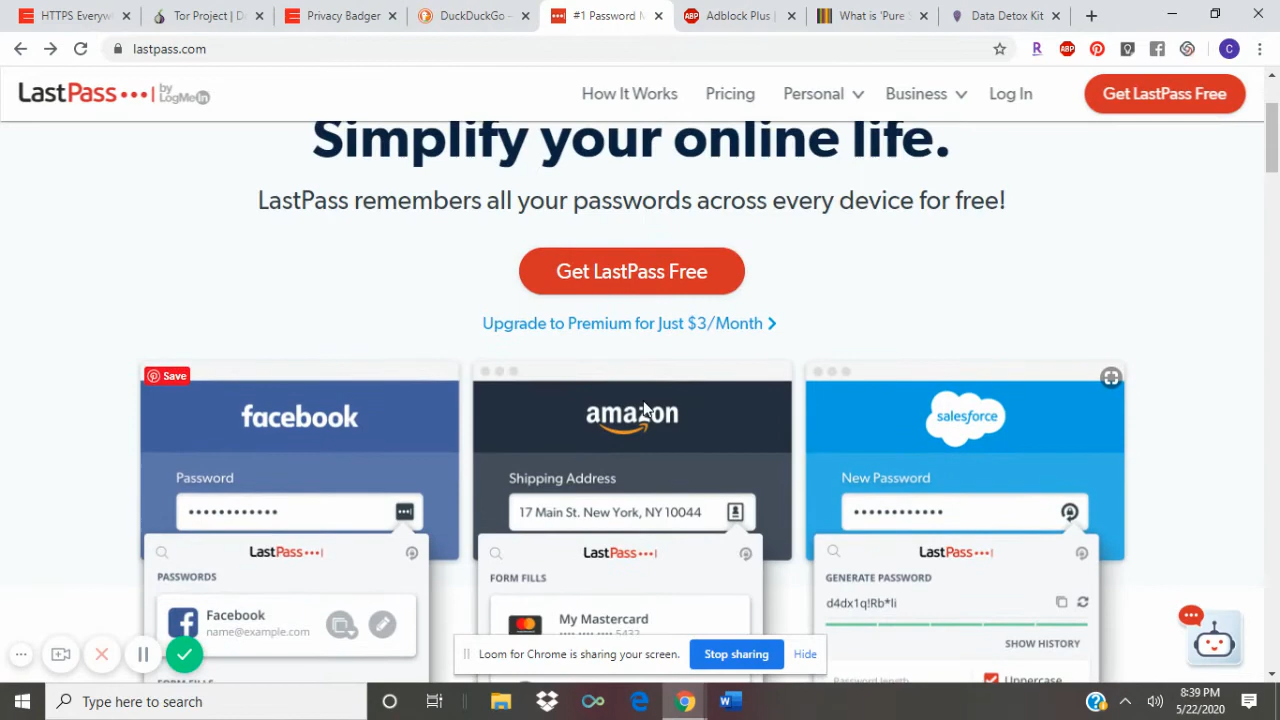 HTTPS Everyw
Tor Project | D
Privacy Badger
DuckDuckGo —
#1 Password M
Adblock Plus |
What is 'Pure S
Data Detox Kit
lastpass.com
LastPass •••| by LogMeIn
How It Works Pricing Personal Business Log In Get LastPass Free
Simplify your online life.
LastPass remembers all your passwords across every device for free!
Get LastPass Free
Upgrade to Premium for Just $3/Month
Save
facebook
Password
••••••••••••
LastPass •••|
PASSWORDS
Facebook
name@example.com
amazon
Shipping Address
17 Main St. New York, NY 10044
LastPass •••|
FORM FILLS
My Mastercard
salesforce
New Password
••••••••••••
LastPass •••|
GENERATE PASSWORD
d4dx1q!Rb*li
SHOW HISTORY
Uppercase
Password length
Loom for Chrome is sharing your screen. Stop sharing Hide
Type here to search
8:39 PM
5/22/2020